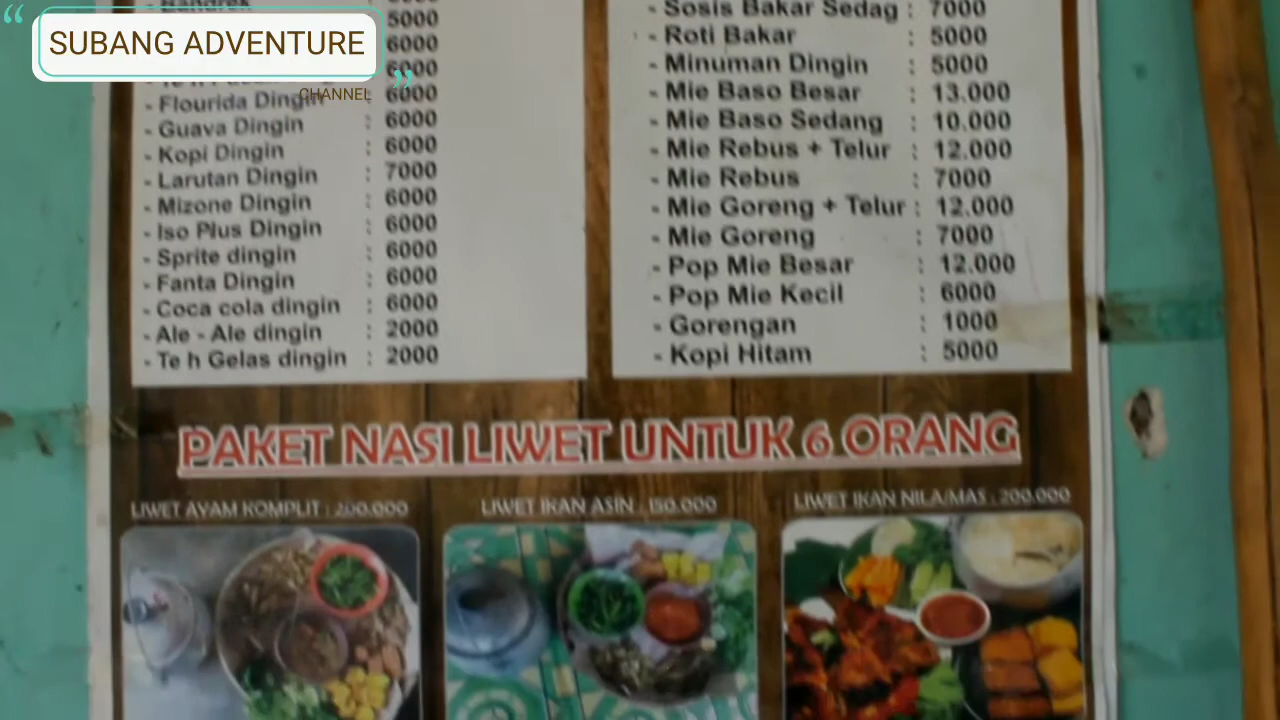 SUBANG ADVENTURE
CHANNEL
Bandrek
5000
6000
6000
- Flourida Dingin 6000
- Guava Dingin : 6000
- Kopi Dingin : 6000
- Larutan Dingin : 7000
- Mizone Dingin : 6000
- Iso Plus Dingin : 6000
- Sprite dingin : 6000
- Fanta Dingin : 6000
- Coca cola dingin : 6000
- Ale - Ale dingin : 2000
- Te h Gelas dingin : 2000
- Sosis Bakar Sedag : 7000
- Roti Bakar : 5000
- Minuman Dingin : 5000
- Mie Baso Besar : 13.000
- Mie Baso Sedang : 10.000
- Mie Rebus + Telur : 12.000
- Mie Rebus : 7000
- Mie Goreng + Telur : 12.000
- Mie Goreng : 7000
- Pop Mie Besar : 12.000
- Pop Mie Kecil : 6000
- Gorengan : 1000
- Kopi Hitam : 5000
PAKET NASI LIWET UNTUK 6 ORANG
LIWET AYAM KOMPLIT : 200.000
LIWET IKAN ASIN : 150.000
LIWET IKAN NILA/MAS : 200.000